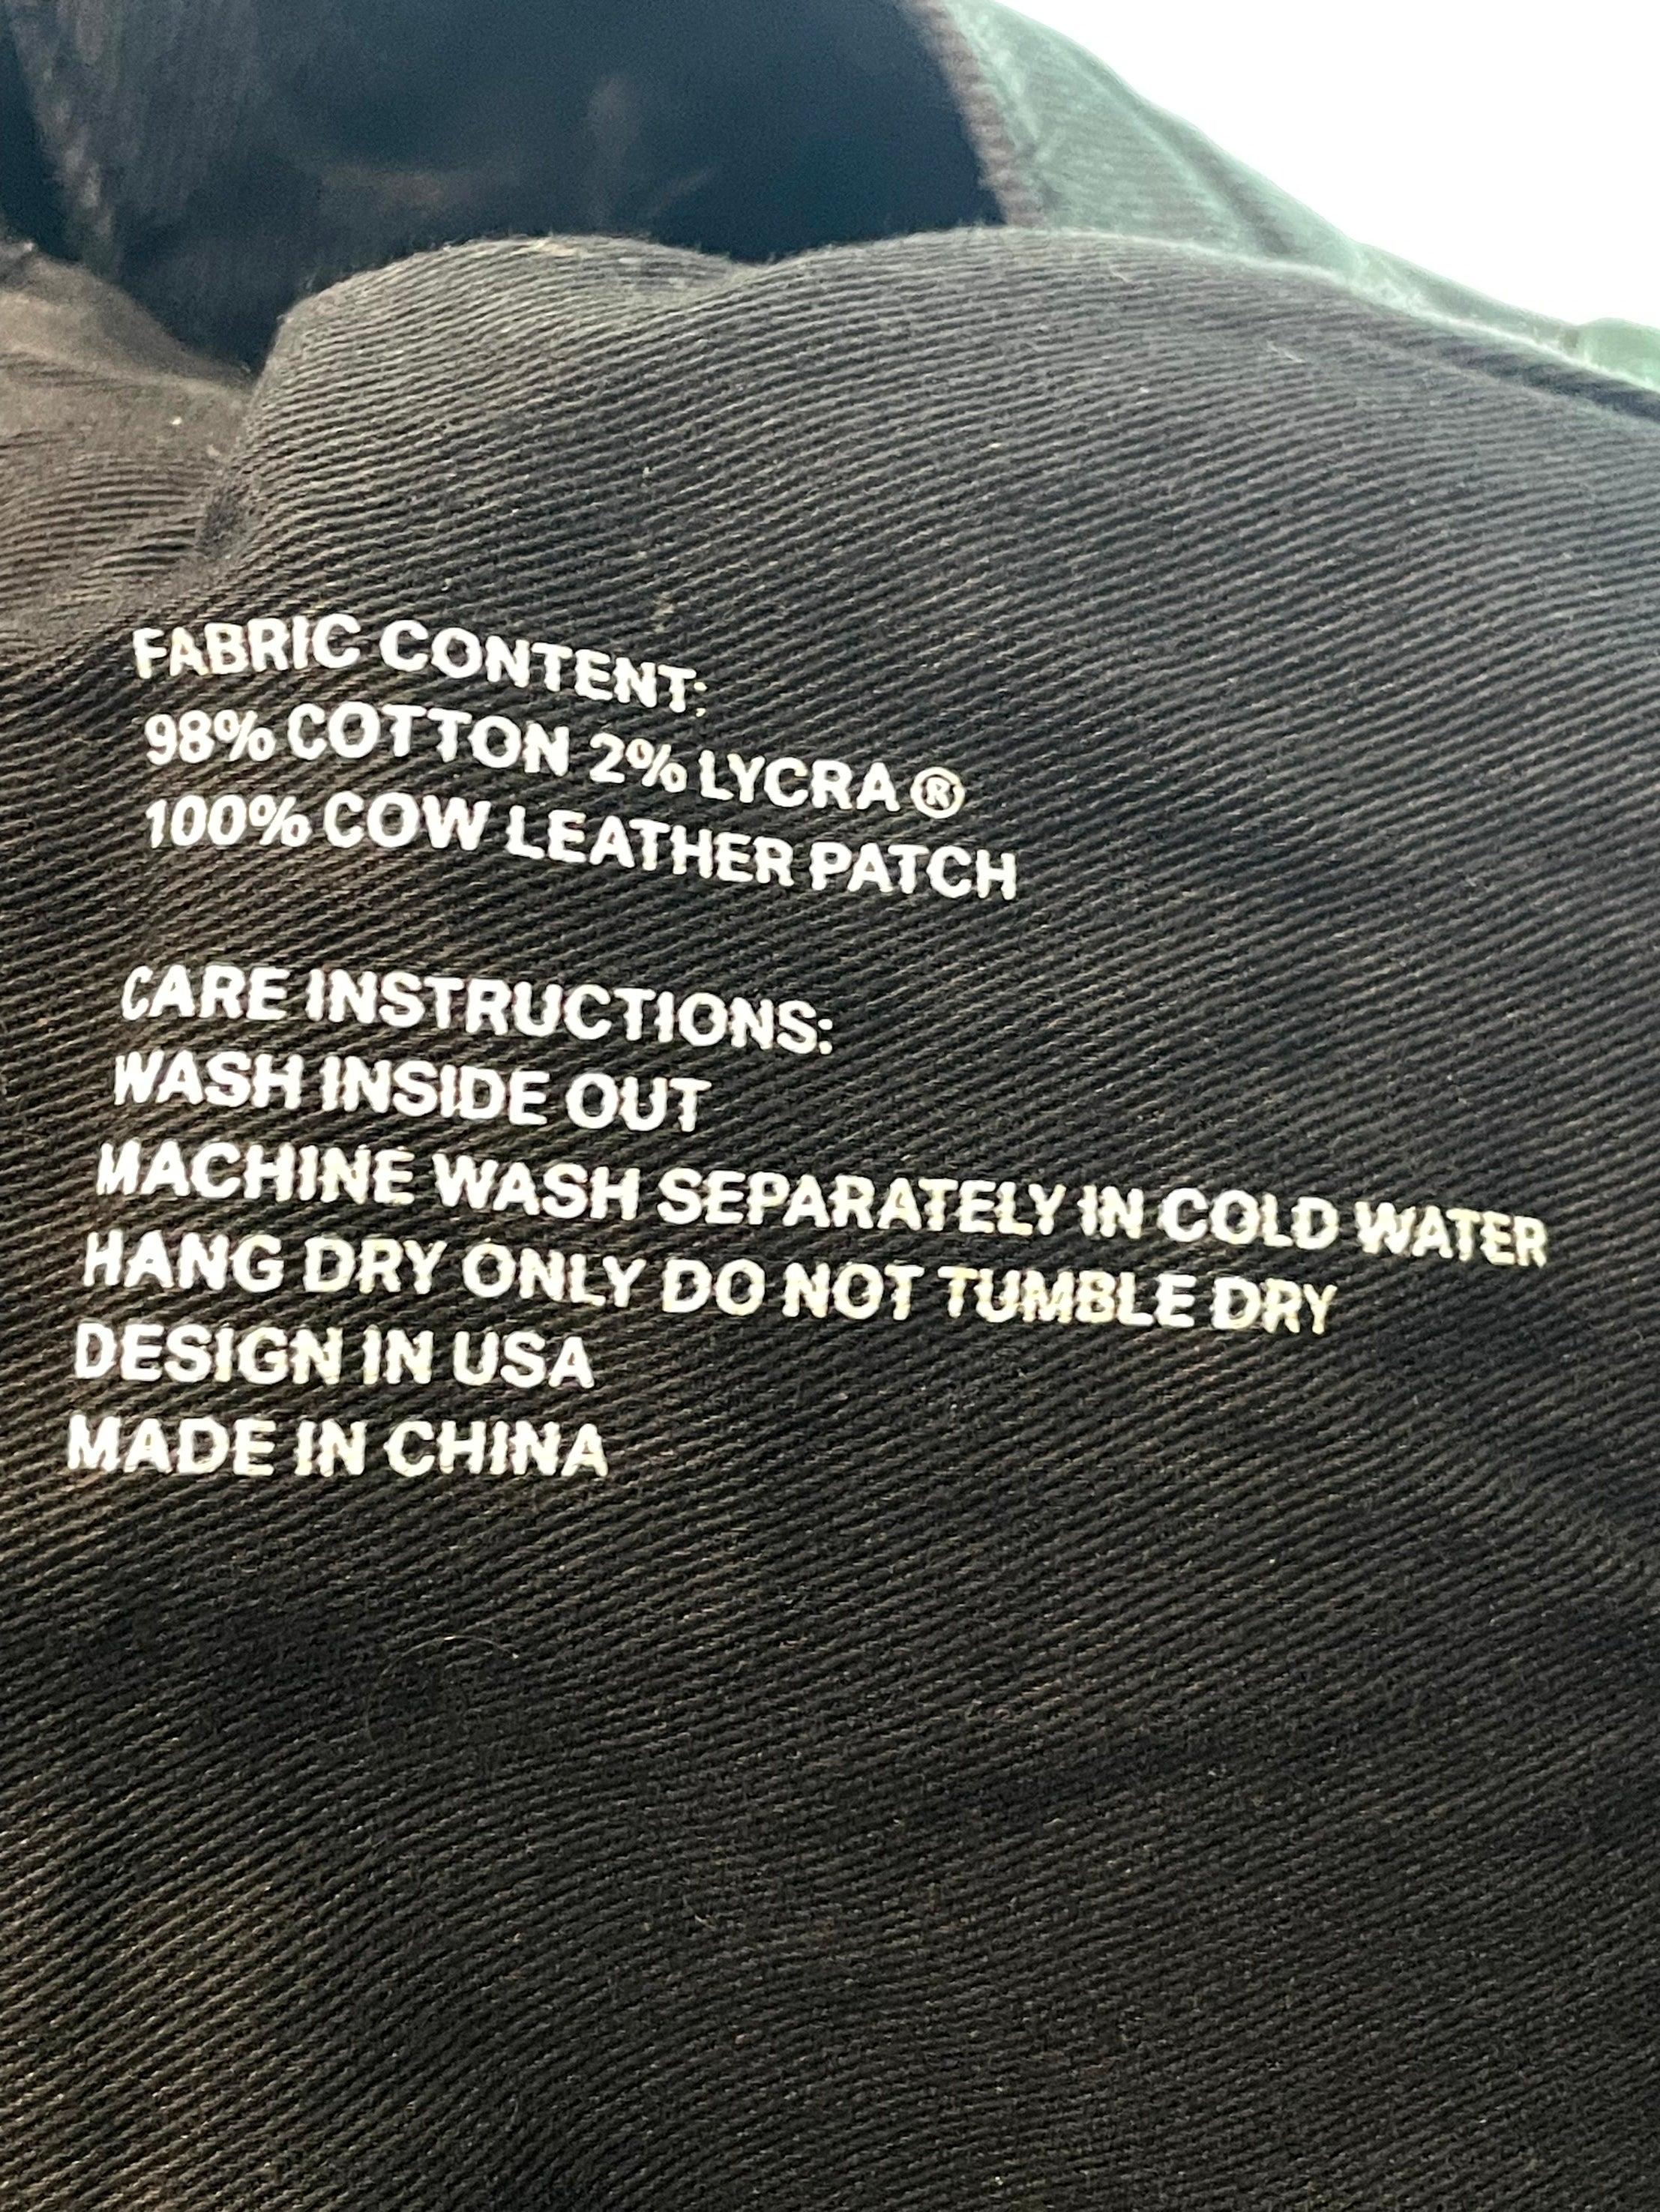 FABRIC CONTENT:
98% COTTON 2% LYCRA ®
100% COW LEATHER PATCH
CARE INSTRUCTIONS:
WASH INSIDE OUT
MACHINE WASH SEPARATELY IN COLD WATER
HANG DRY ONLY DO NOT TUMBLE DRY
DESIGN IN USA
MADE IN CHINA